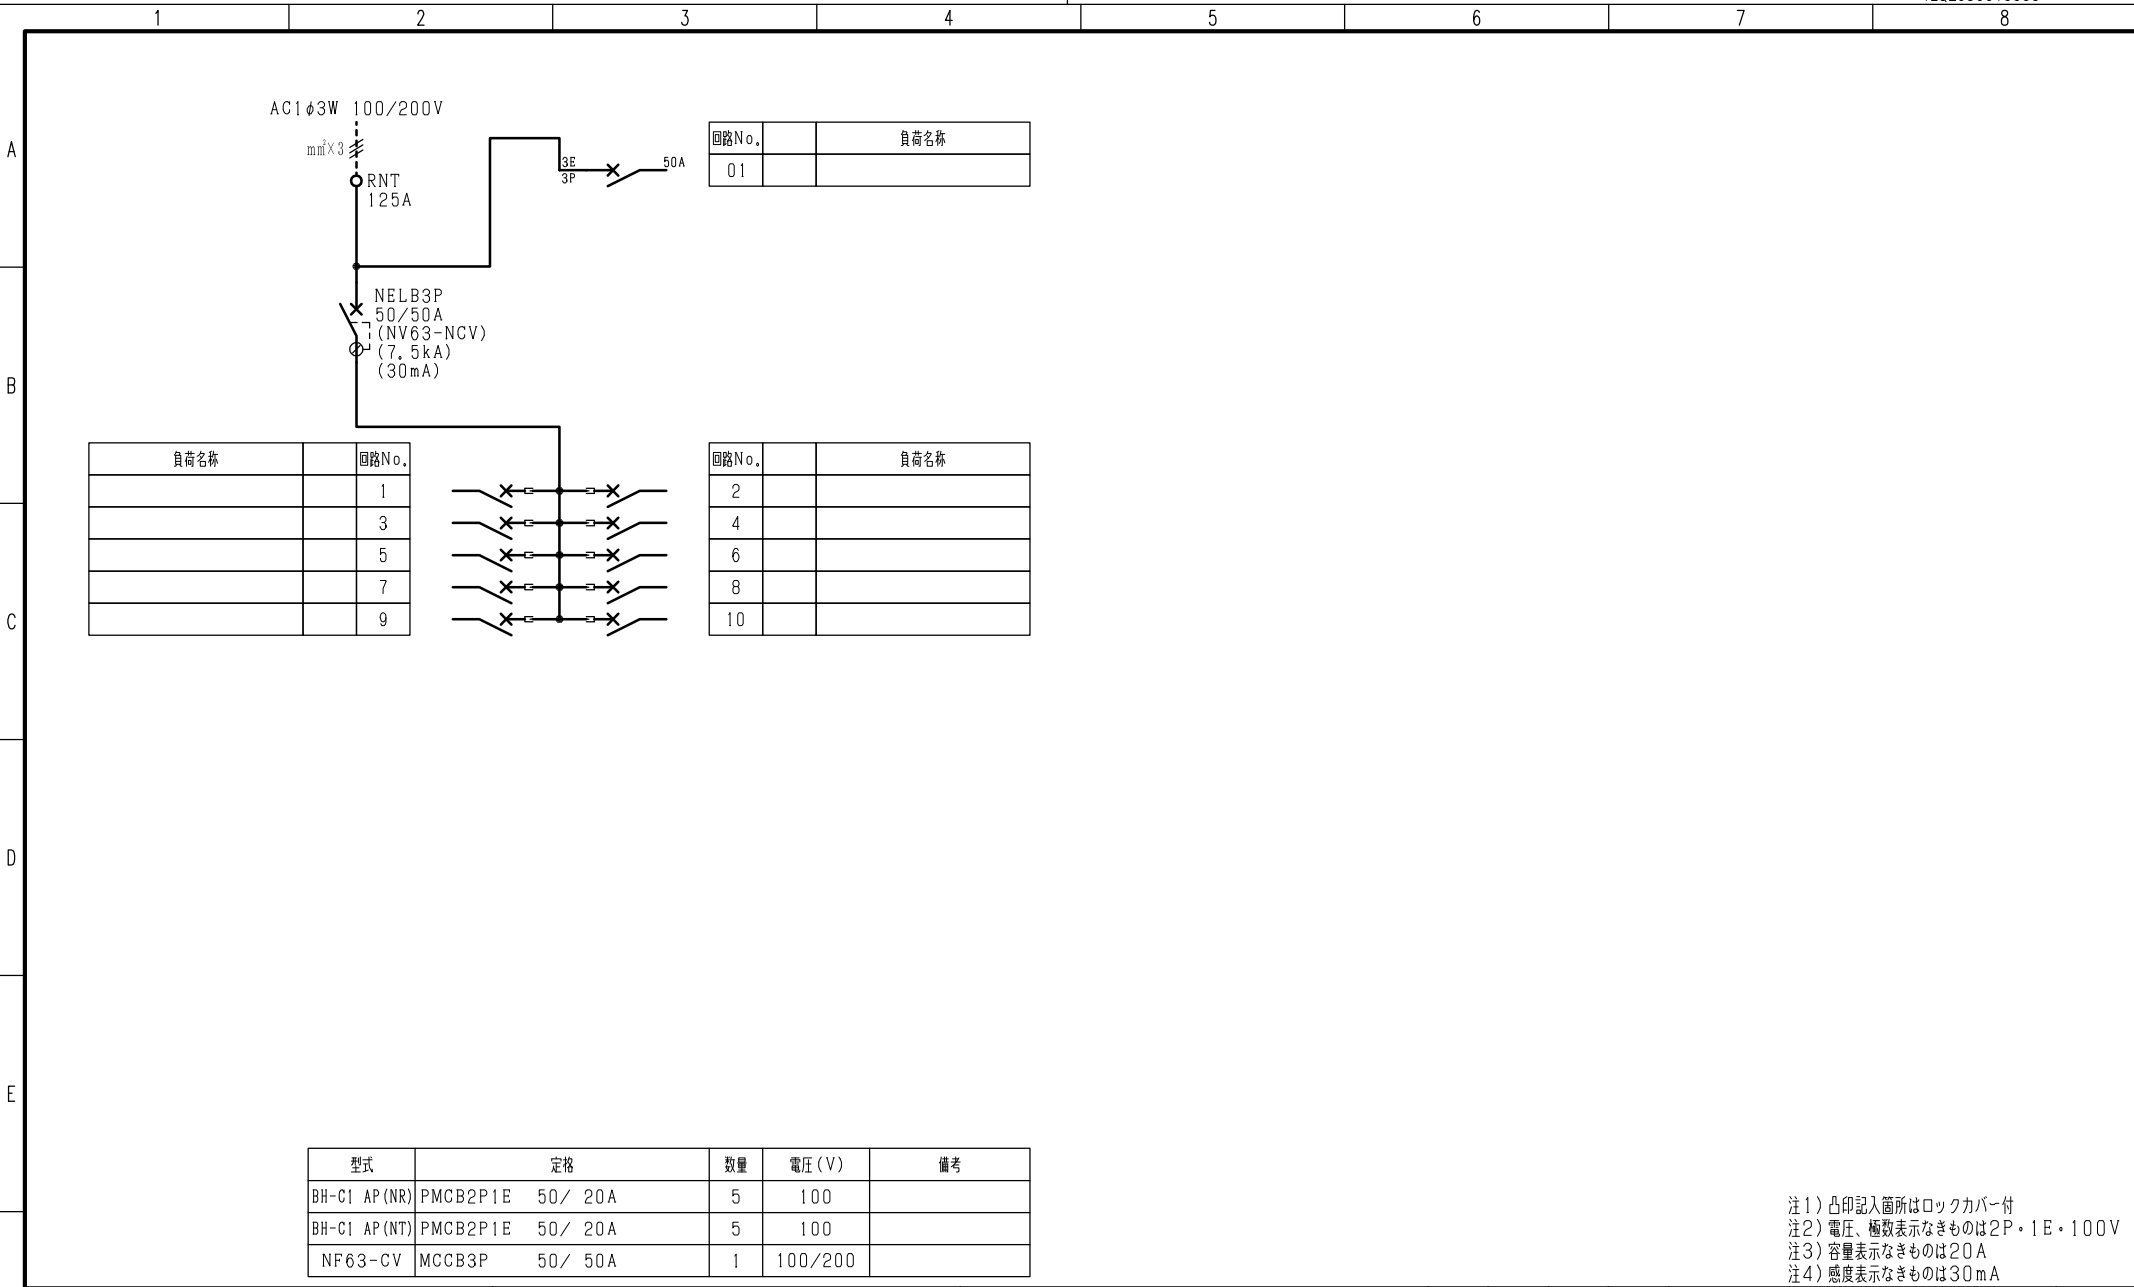 1 2 3 4 5 6 7 8
A
B
C
D
E
AC1φ3W 100/200V
mm²×3
RNT
125A
3E
3P
50A
回路No. 負荷名称
01
NELB3P
50/50A
(NV63-NCV)
(7.5kA)
(30mA)
負荷名称 回路No.
1
3
5
7
9
回路No. 負荷名称
2
4
6
8
10
型式 定格 数量 電圧(V) 備考
BH-C1 AP(NR) PMCB2P1E 50/ 20A 5 100
BH-C1 AP(NT) PMCB2P1E 50/ 20A 5 100
NF63-CV MCCB3P 50/ 50A 1 100/200
注1)凸印記入箇所はロックカバー付
注2)電圧、極数表示なきものは2P・1E・100V
注3)容量表示なきものは20A
注4)感度表示なきものは30mA